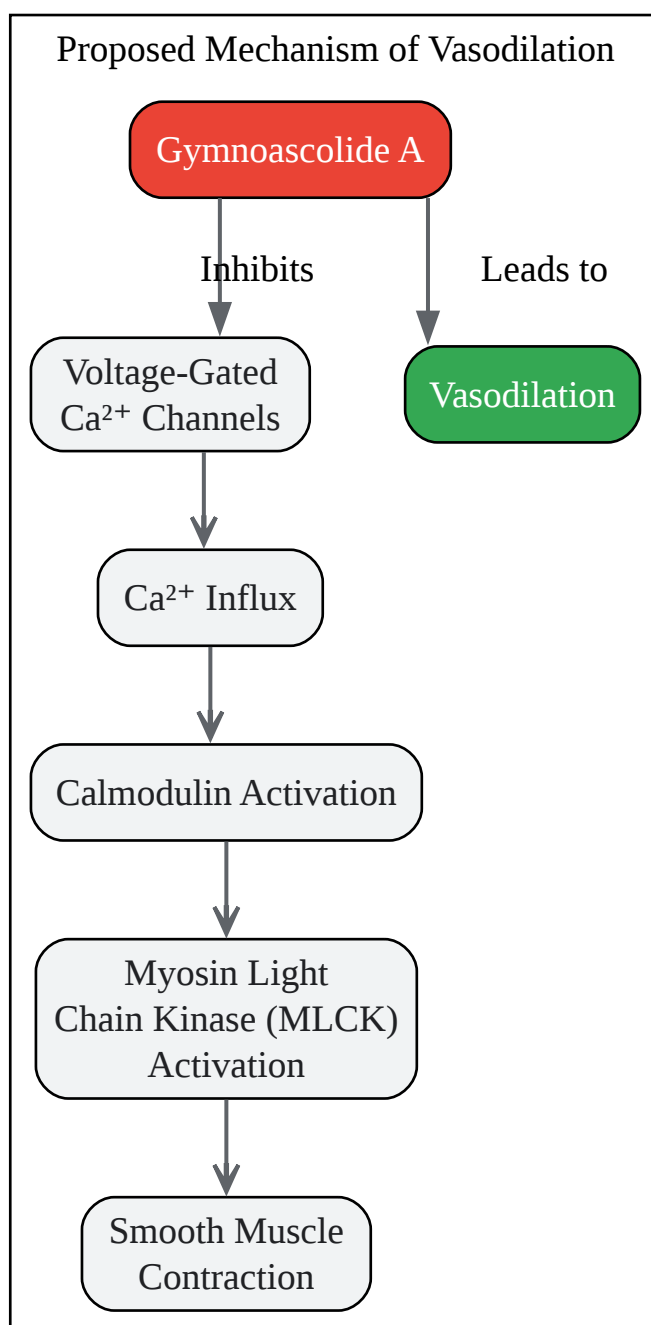 Proposed Mechanism of Vasodilation
Gymnoascolide A
Inhibits
Leads to
Voltage-Gated
Ca²⁺ Channels
Vasodilation
Ca²⁺ Influx
Calmodulin Activation
Myosin Light
Chain Kinase (MLCK)
Activation
Smooth Muscle
Contraction